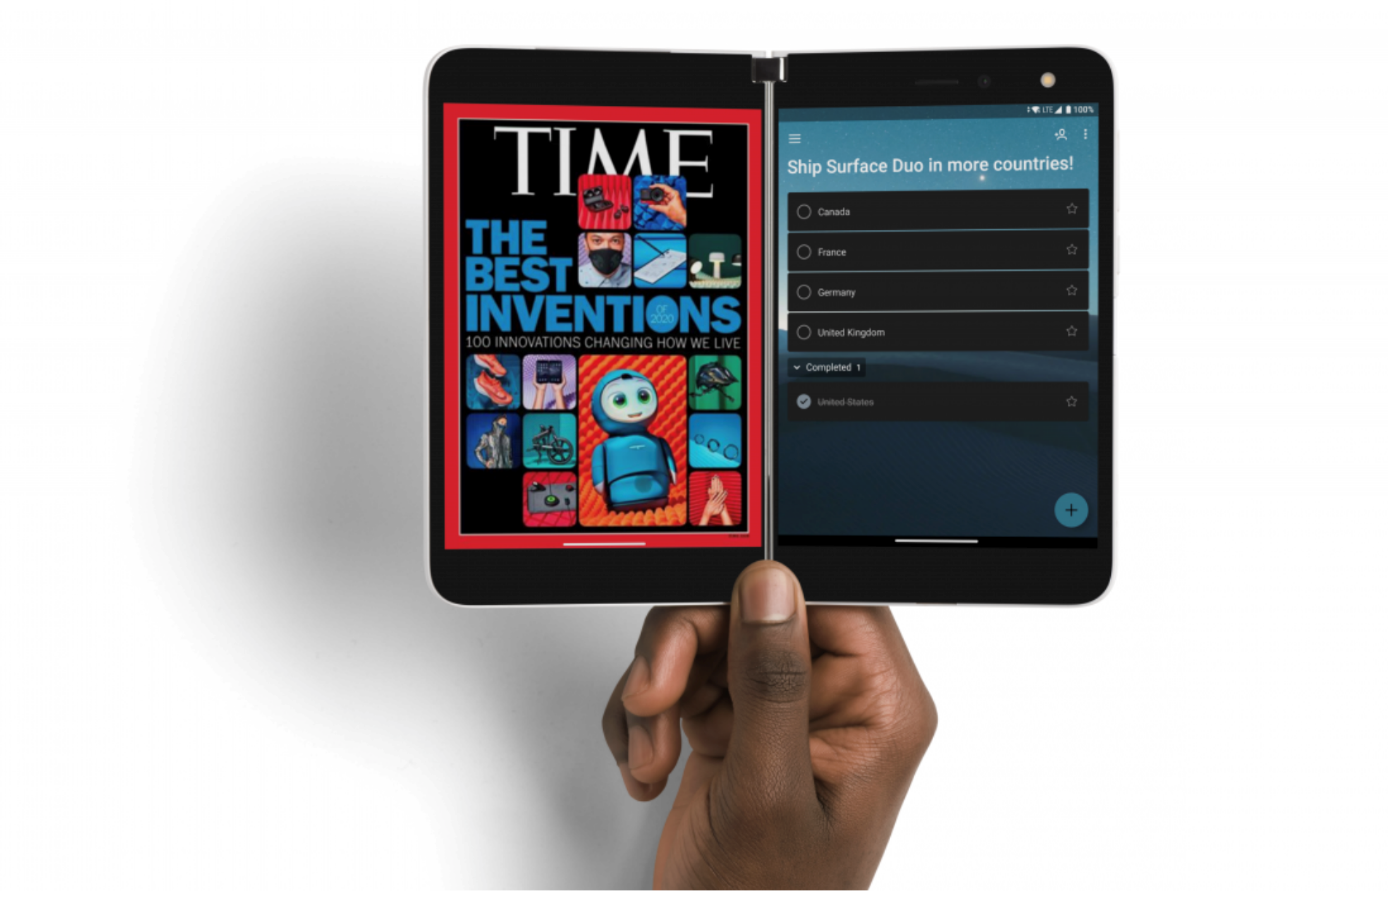 TIME
THE
BEST
INVENTIONS
OF
2020
100 INNOVATIONS CHANGING HOW WE LIVE
LTE 100%
Ship Surface Duo in more countries!
Canada
France
Germany
United Kingdom
Completed 1
United States